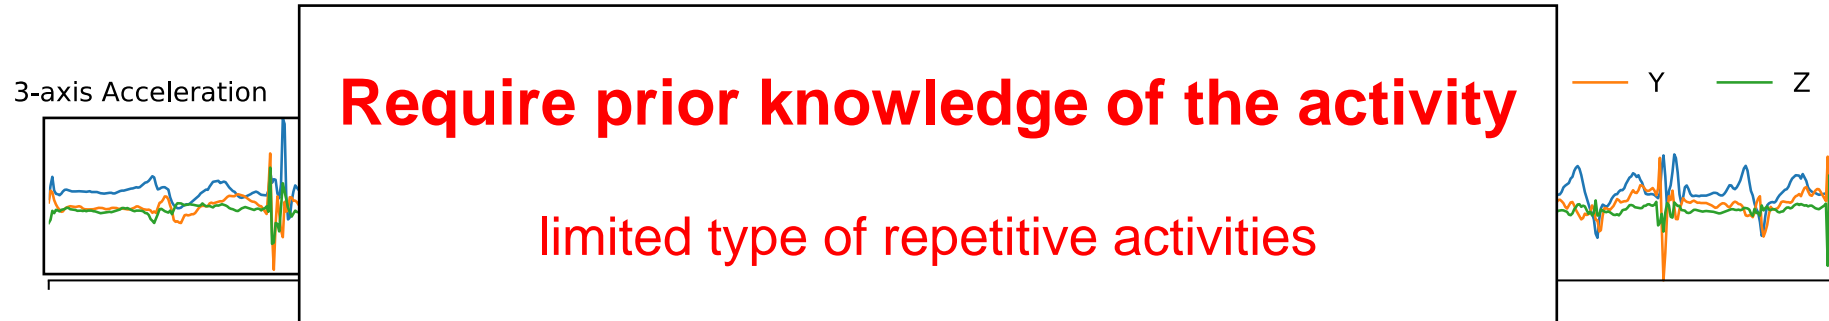 3-axis Acceleration
Require prior knowledge of the activity
Y Z
limited type of repetitive activities